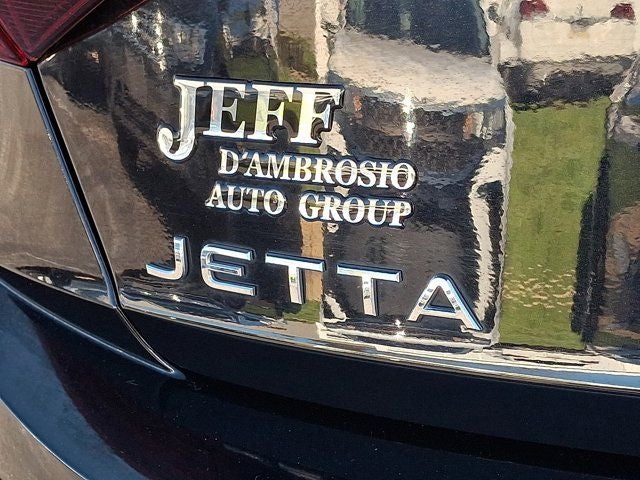 JEFF
D'AMBROSIO
AUTO GROUP
JETTA